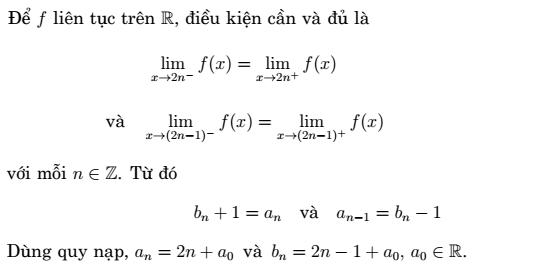 Để f liên tục trên ℝ, điều kiện cần và đủ là
lim_{x→2n⁻} f(x) = lim_{x→2n⁺} f(x)
và lim_{x→(2n−1)⁻} f(x) = lim_{x→(2n−1)⁺} f(x)
với mỗi n ∈ ℤ. Từ đó
b_n + 1 = a_n và a_{n−1} = b_n − 1
Dùng quy nạp, a_n = 2n + a_0 và b_n = 2n − 1 + a_0, a_0 ∈ ℝ.